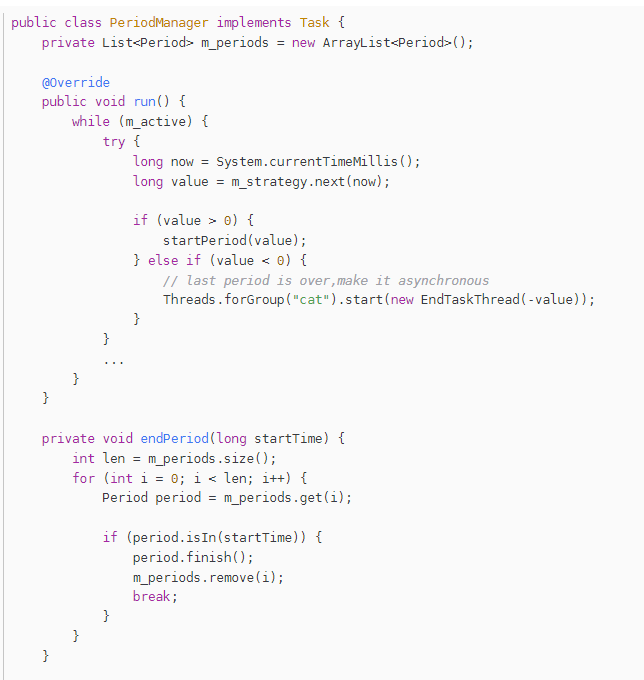 public class PeriodManager implements Task {
    private List<Period> m_periods = new ArrayList<Period>();

    @Override
    public void run() {
        while (m_active) {
            try {
                long now = System.currentTimeMillis();
                long value = m_strategy.next(now);

                if (value > 0) {
                    startPeriod(value);
                } else if (value < 0) {
                    // last period is over,make it asynchronous
                    Threads.forGroup("cat").start(new EndTaskThread(-value));
                }
            }
            ...
        }
    }

    private void endPeriod(long startTime) {
        int len = m_periods.size();
        for (int i = 0; i < len; i++) {
            Period period = m_periods.get(i);

            if (period.isIn(startTime)) {
                period.finish();
                m_periods.remove(i);
                break;
            }
        }
    }